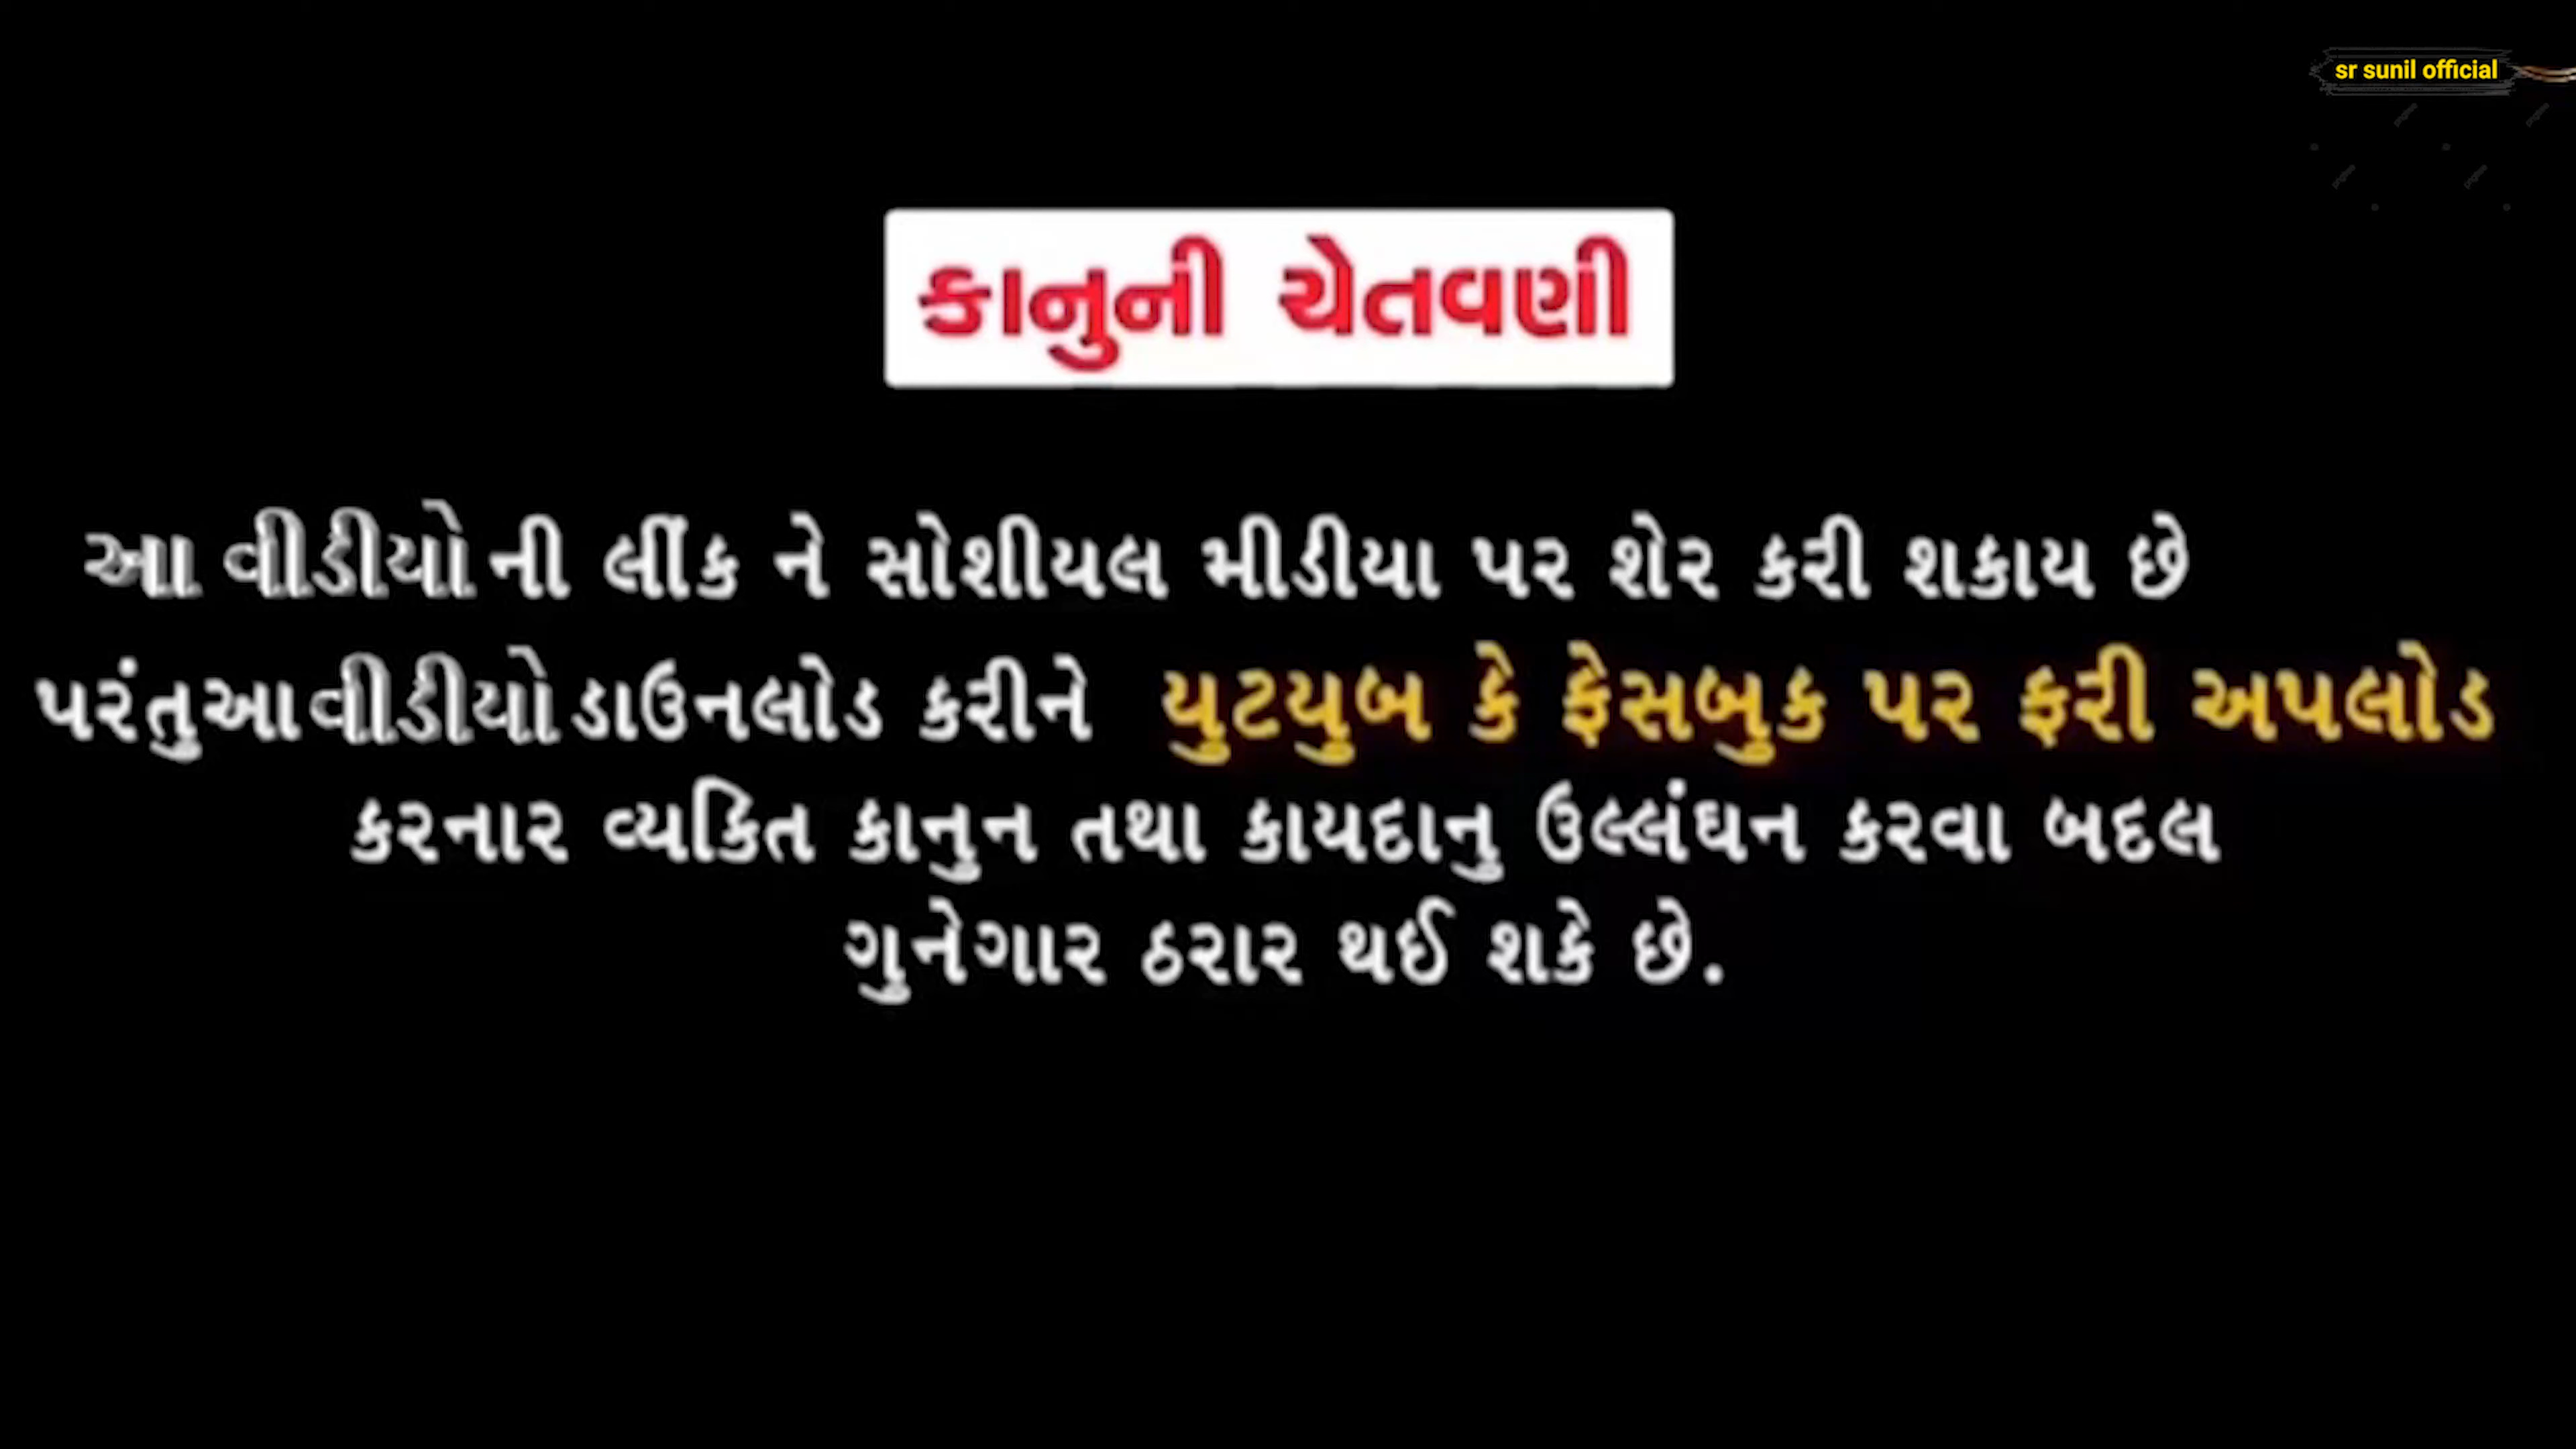 sr sunil official
કાનુની ચેતવણી
આ વીડીયો ની લીંક ને સોશીયલ મીડીયા પર શેર કરી શકાય છે
પરંતુ આ વીડીયો ડાઉનલોડ કરીને યુટયુબ કે ફેસબુક પર ફરી અપલોડ
કરનાર વ્યકિત કાનુન તથા કાયદાનુ ઉલ્લંઘન કરવા બદલ
ગુનેગાર ઠરાર થઈ શકે છે.